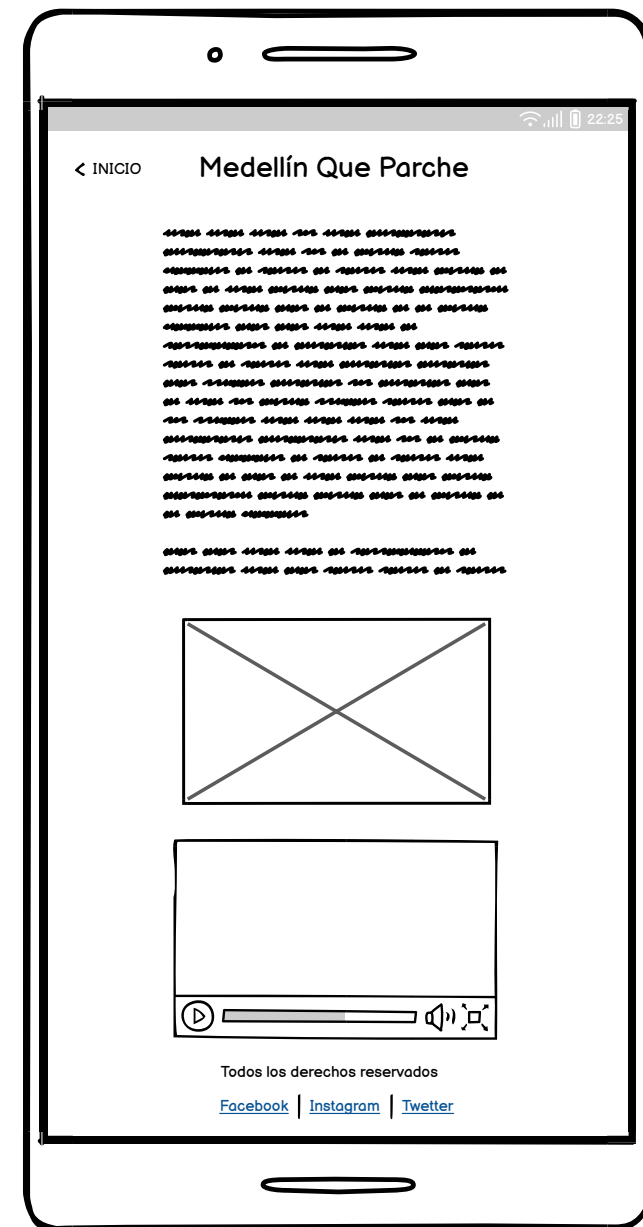 22:25
INICIO
Medellín Que Parche
Todos los derechos reservados
Facebook | Instagram | Twetter